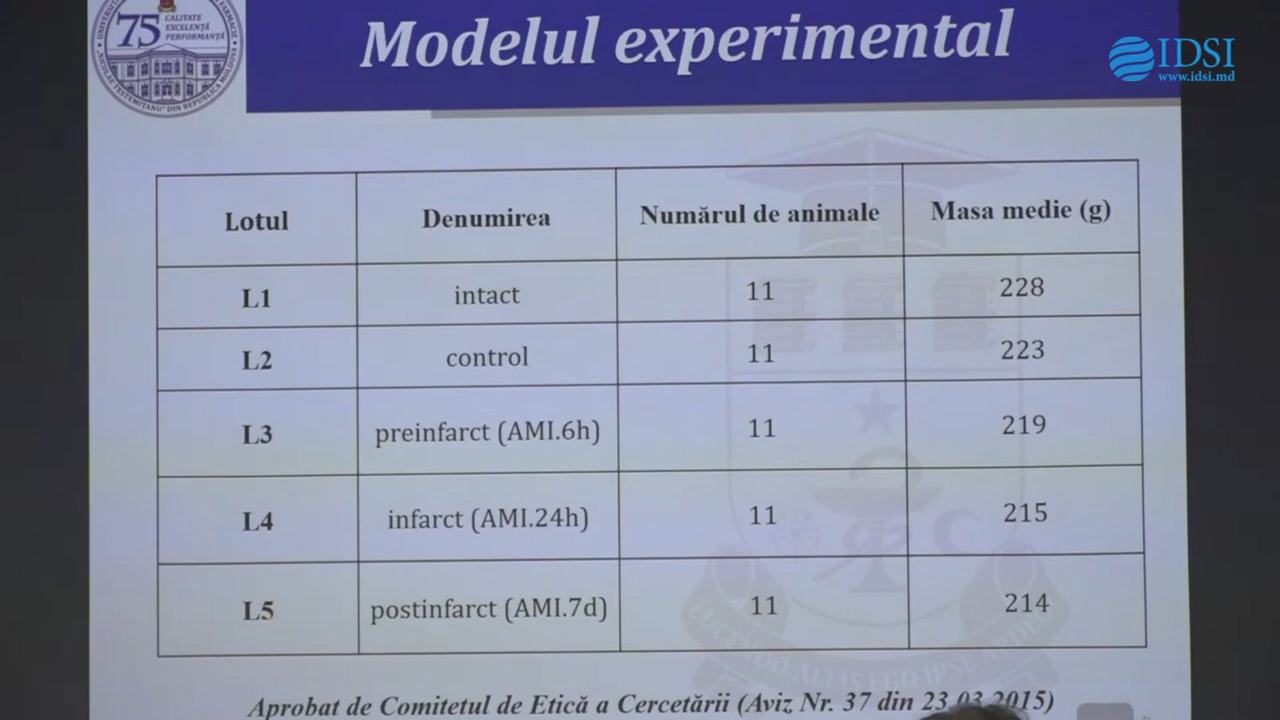 75 CALITATE
EXCELENȚĂ
PERFORMANȚĂ
Modelul experimental
IDSI
www.idsi.md
Lotul Denumirea Numărul de animale Masa medie (g)
L1 intact 11 228
L2 control 11 223
L3 preinfarct (AMI.6h) 11 219
L4 infarct (AMI.24h) 11 215
L5 postinfarct (AMI.7d) 11 214
Aprobat de Comitetul de Etică a Cercetării (Aviz Nr. 37 din 23.03.2015)